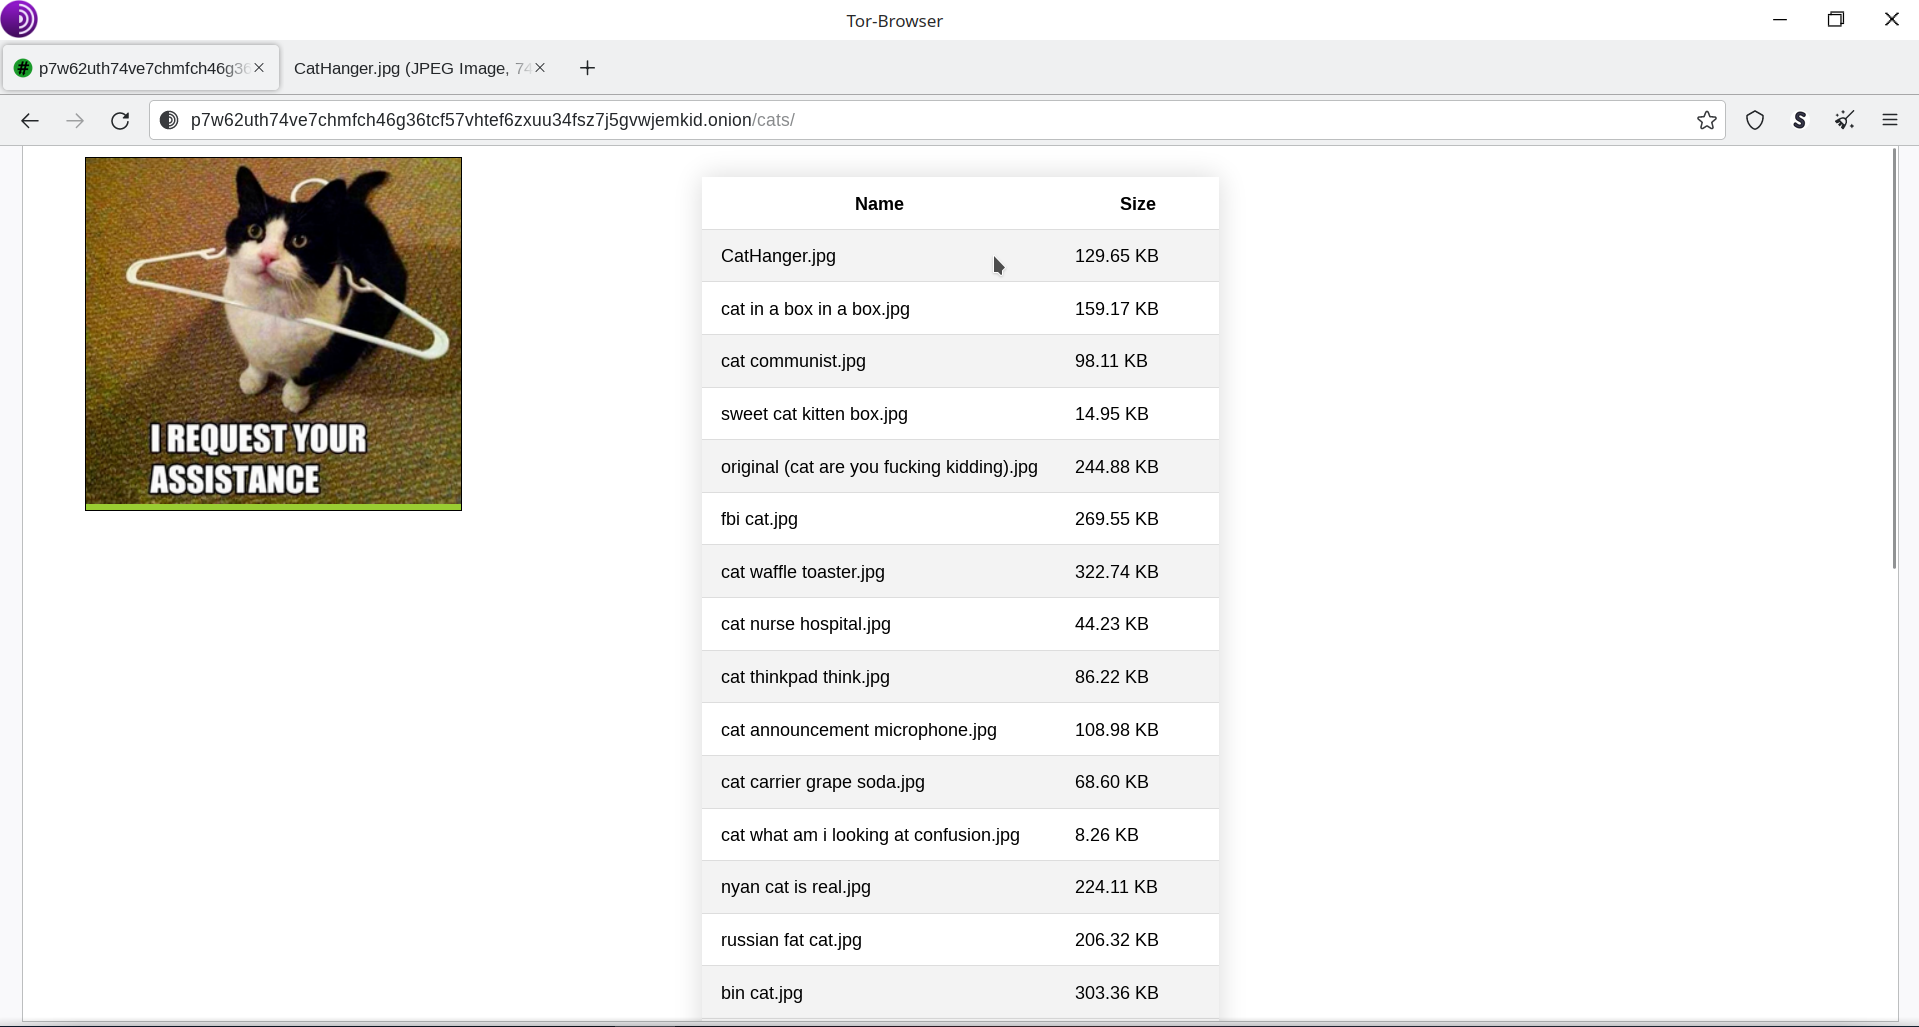 Tor-Browser
p7w62uth74ve7chmfch46g36
CatHanger.jpg (JPEG Image, 74
p7w62uth74ve7chmfch46g36tcf57vhtef6zxuu34fsz7j5gvwjemkid.onion/cats/
I REQUEST YOUR
ASSISTANCE
Name Size
CatHanger.jpg 129.65 KB
cat in a box in a box.jpg 159.17 KB
cat communist.jpg 98.11 KB
sweet cat kitten box.jpg 14.95 KB
original (cat are you fucking kidding).jpg 244.88 KB
fbi cat.jpg 269.55 KB
cat waffle toaster.jpg 322.74 KB
cat nurse hospital.jpg 44.23 KB
cat thinkpad think.jpg 86.22 KB
cat announcement microphone.jpg 108.98 KB
cat carrier grape soda.jpg 68.60 KB
cat what am i looking at confusion.jpg 8.26 KB
nyan cat is real.jpg 224.11 KB
russian fat cat.jpg 206.32 KB
bin cat.jpg 303.36 KB